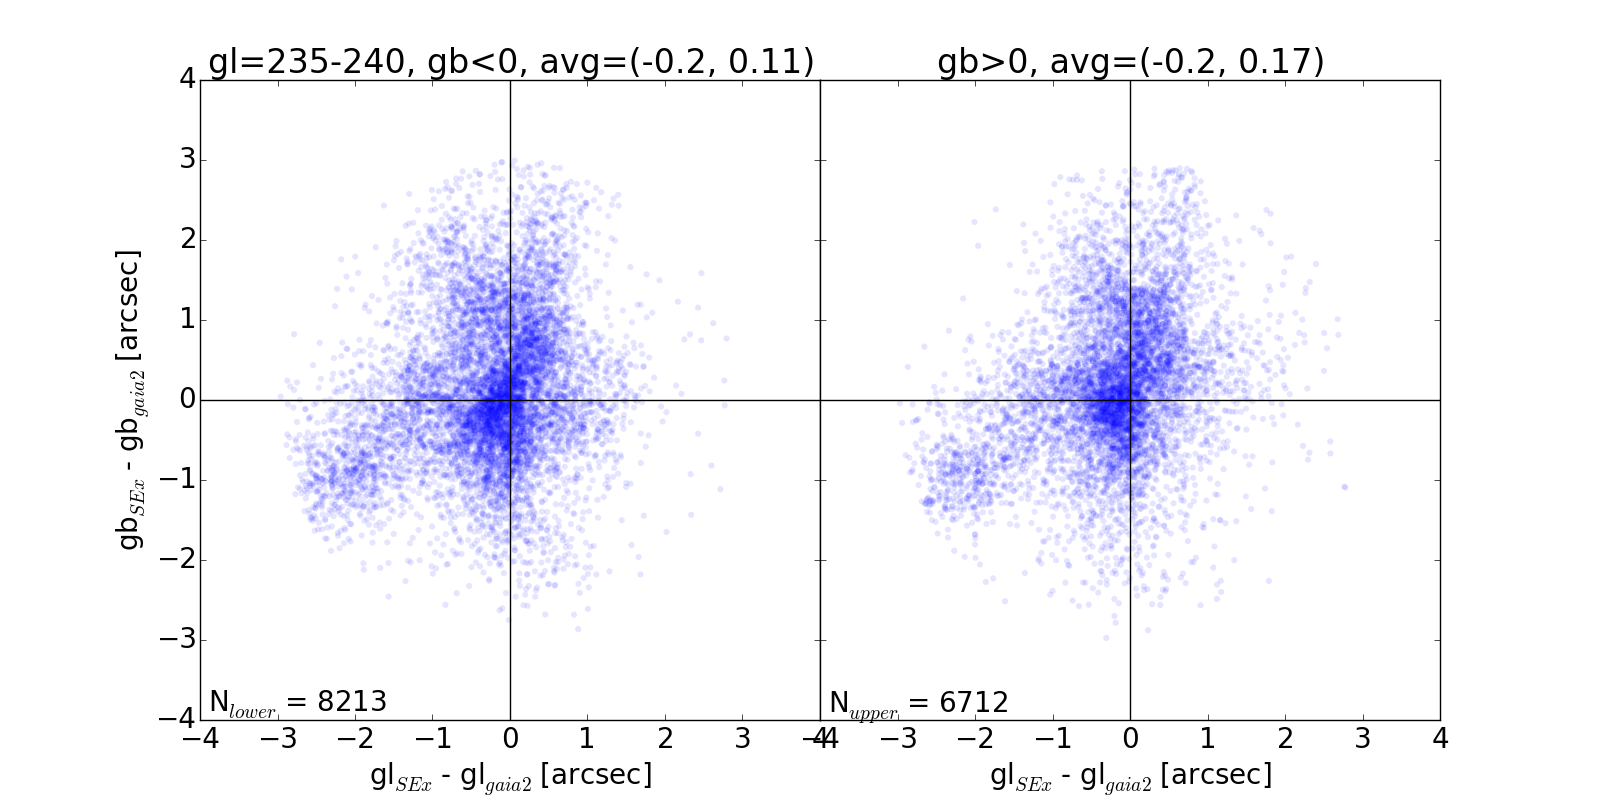 gl=235-240, gb<0, avg=(-0.2, 0.11)
gb>0, avg=(-0.2, 0.17)
4
3
2
1
0
−1
−2
−3
−4
gb_SEx - gb_gaia2 [arcsec]
N_lower = 8213
N_upper = 6712
−4 −3 −2 −1 0 1 2 3 4
−4 −3 −2 −1 0 1 2 3 4
gl_SEx - gl_gaia2 [arcsec]
gl_SEx - gl_gaia2 [arcsec]